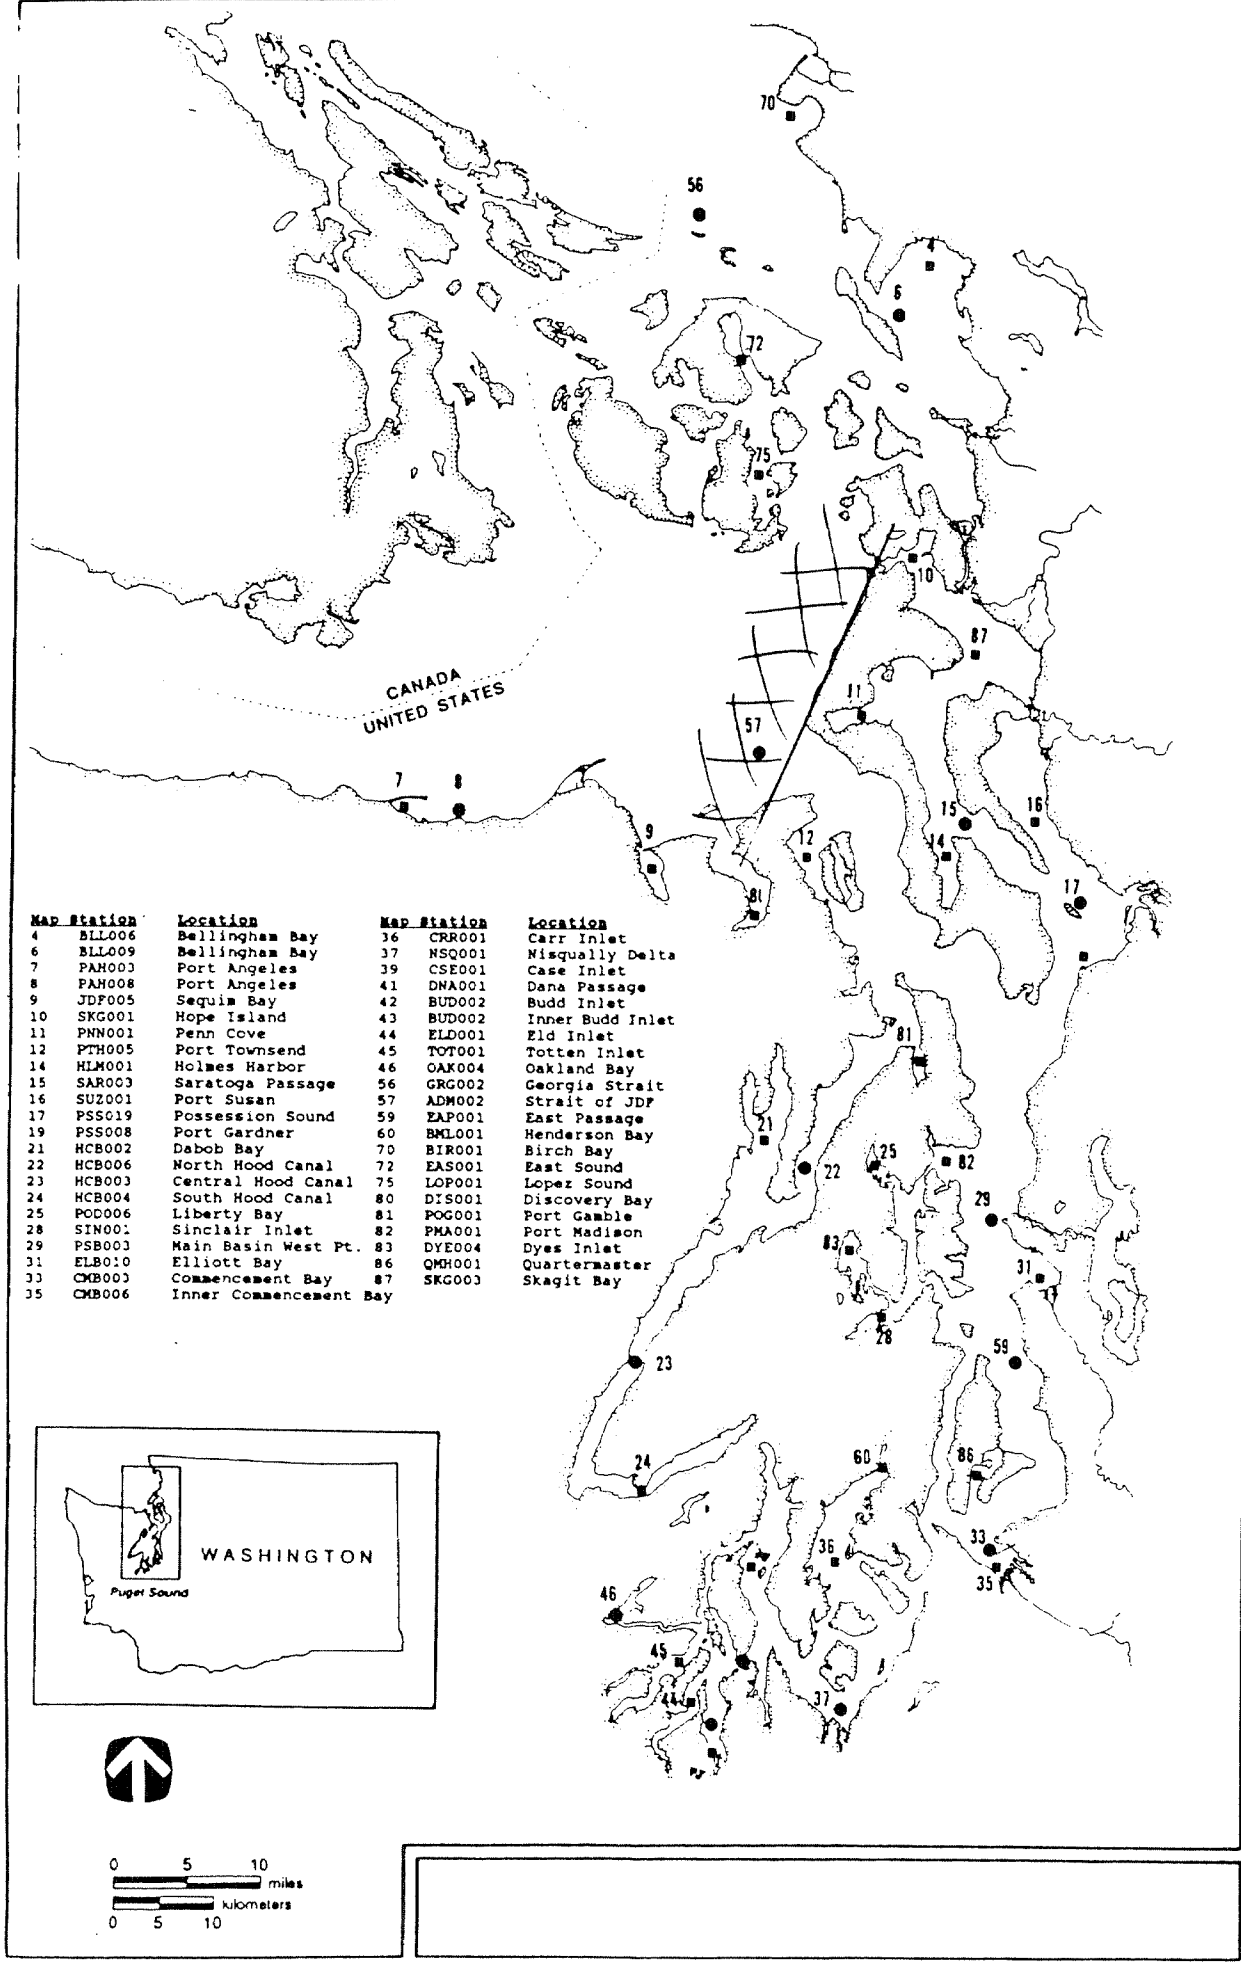 70
56
4
6
72
75
10
87
CANADA
UNITED STATES
11
57
7
8
9
12
14
15
16
17
80
Map Station Location Map Station Location
4 BLL006 Bellingham Bay 36 CRR001 Carr Inlet
6 BLL009 Bellingham Bay 37 NSQ001 Nisqually Delta
7 PAH003 Port Angeles 39 CSE001 Case Inlet
8 PAH008 Port Angeles 41 DNA001 Dana Passage
9 JDF005 Sequim Bay 42 BUD002 Budd Inlet
10 SKG001 Hope Island 43 BUD002 Inner Budd Inlet
11 PNN001 Penn Cove 44 ELD001 Eld Inlet
12 PTH005 Port Townsend 45 TOT001 Totten Inlet
14 HLM001 Holmes Harbor 46 OAK004 Oakland Bay
15 SAR003 Saratoga Passage 56 GRG002 Georgia Strait
16 SUZ001 Port Susan 57 ADM002 Strait of JDF
17 PSS019 Possession Sound 59 EAP001 East Passage
19 PSS008 Port Gardner 60 BML001 Henderson Bay
21 HCB002 Dabob Bay 70 BIR001 Birch Bay
22 HCB006 North Hood Canal 72 EAS001 East Sound
23 HCB003 Central Hood Canal 75 LOP001 Lopez Sound
24 HCB004 South Hood Canal 80 DIS001 Discovery Bay
25 POD006 Liberty Bay 81 POG001 Port Gamble
28 SIN001 Sinclair Inlet 82 PMA001 Port Madison
29 PSB003 Main Basin West Pt. 83 DYE004 Dyes Inlet
31 ELB010 Elliott Bay 86 QMH001 Quartermaster
33 CMB003 Commencement Bay 87 SKG003 Skagit Bay
35 CMB006 Inner Commencement Bay
81
21
22
25
82
29
83
31
28
23
59
24
60
86
33
35
36
46
45
44
37
WASHINGTON
Puget Sound
0 5 10
miles
kilometers
0 5 10